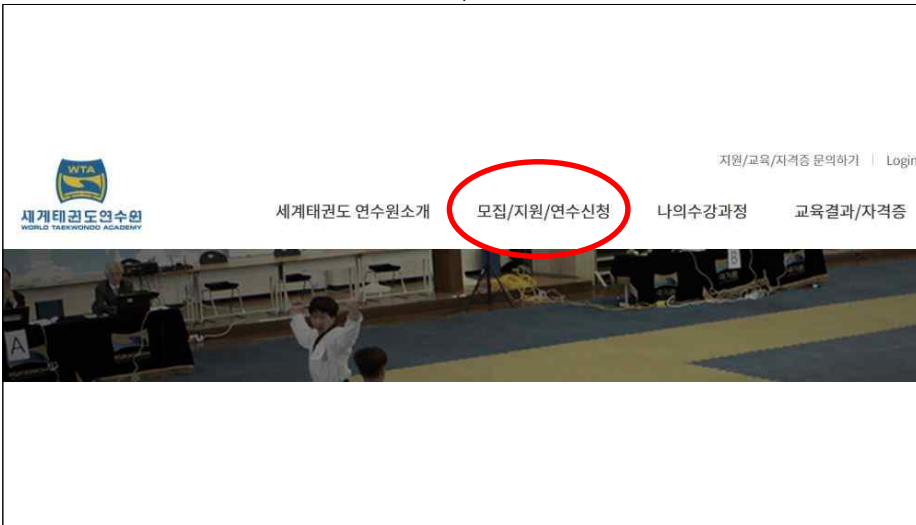 지원/교육/자격증 문의하기 | Login
WTA
세계태권도연수원
WORLD TAEKWONDO ACADEMY
세계태권도 연수원소개 모집/지원/연수신청 나의수강과정 교육결과/자격증
A
B